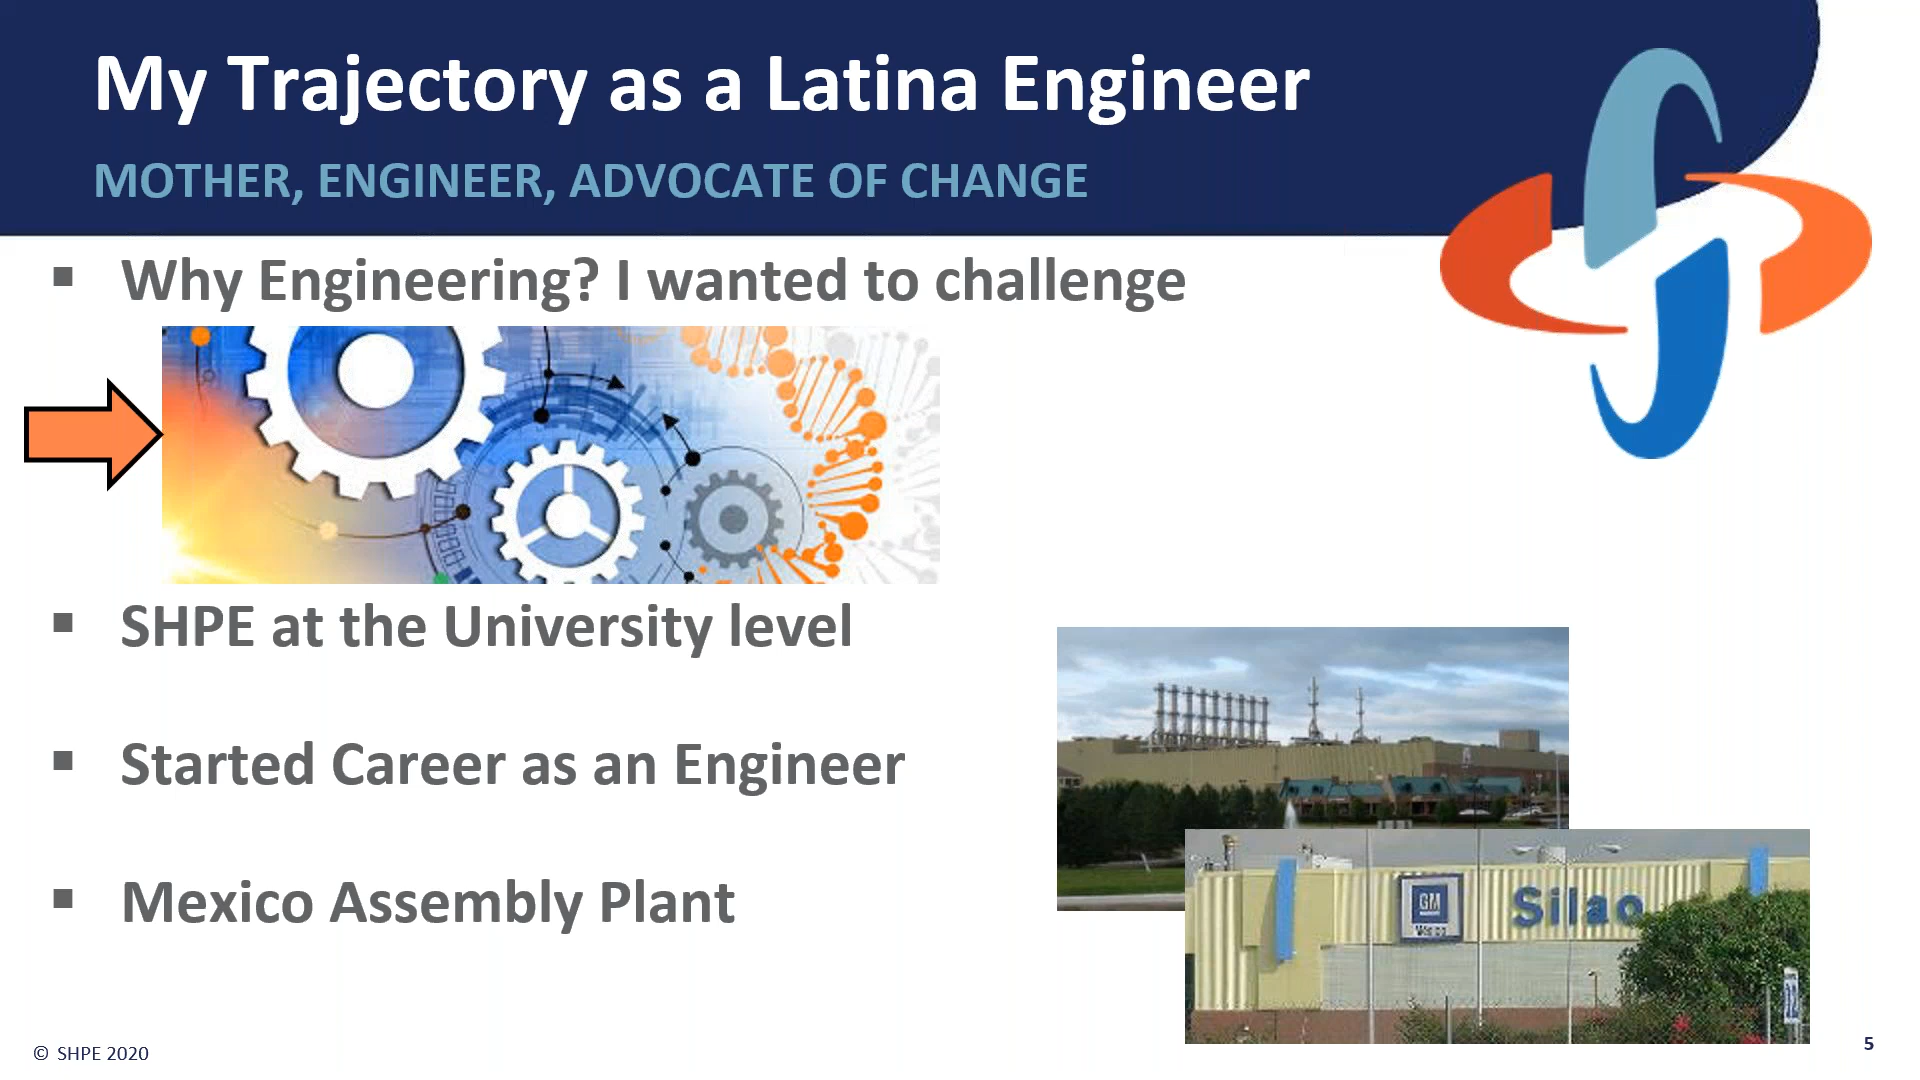 My Trajectory as a Latina Engineer
MOTHER, ENGINEER, ADVOCATE OF CHANGE
▪ Why Engineering? I wanted to challenge
▪ SHPE at the University level
▪ Started Career as an Engineer
▪ Mexico Assembly Plant
GM
México
Silao
© SHPE 2020
5